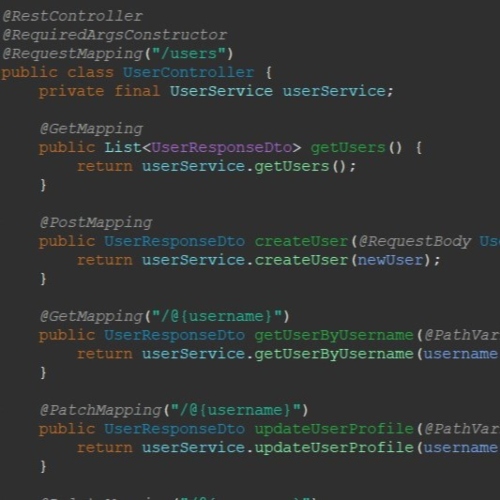 @RestController
@RequiredArgsConstructor
@RequestMapping("/users")
public class UserController {
    private final UserService userService;

    @GetMapping
    public List<UserResponseDto> getUsers() {
        return userService.getUsers();
    }

    @PostMapping
    public UserResponseDto createUser(@RequestBody Us
        return userService.createUser(newUser);
    }

    @GetMapping("/@{username}")
    public UserResponseDto getUserByUsername(@PathVar
        return userService.getUserByUsername(username
    }

    @PatchMapping("/@{username}")
    public UserResponseDto updateUserProfile(@PathVar
        return userService.updateUserProfile(username
    }